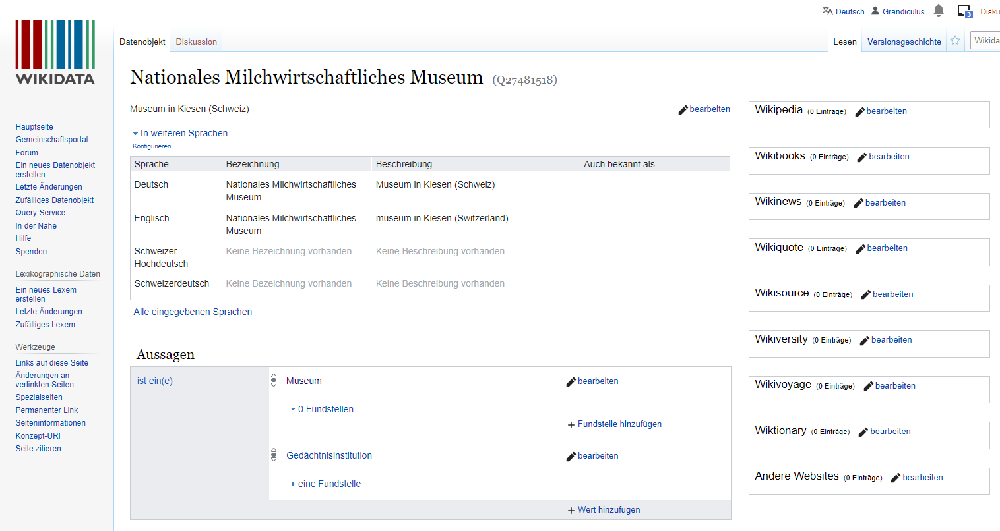 Deutsch Grandiculus 3 Disku
WIKIDATA
Datenobjekt Diskussion Lesen Versionsgeschichte Wikida
Nationales Milchwirtschaftliches Museum (Q27481518)
Museum in Kiesen (Schweiz) bearbeiten
In weiteren Sprachen
Konfigurieren
Sprache Bezeichnung Beschreibung Auch bekannt als
Deutsch Nationales Milchwirtschaftliches Museum in Kiesen (Schweiz)
Museum
Englisch Nationales Milchwirtschaftliches museum in Kiesen (Switzerland)
Museum
Schweizer Keine Bezeichnung vorhanden Keine Beschreibung vorhanden
Hochdeutsch
Schweizerdeutsch Keine Bezeichnung vorhanden Keine Beschreibung vorhanden
Alle eingegebenen Sprachen
Aussagen
ist ein(e) Museum bearbeiten
0 Fundstellen
+ Fundstelle hinzufügen
Gedächtnisinstitution bearbeiten
eine Fundstelle
+ Wert hinzufügen
Hauptseite
Gemeinschaftsportal
Forum
Ein neues Datenobjekt
erstellen
Letzte Änderungen
Zufälliges Datenobjekt
Query Service
In der Nähe
Hilfe
Spenden
Lexikographische Daten
Ein neues Lexem
erstellen
Letzte Änderungen
Zufälliges Lexem
Werkzeuge
Links auf diese Seite
Änderungen an
verlinkten Seiten
Spezialseiten
Permanenter Link
Seiteninformationen
Konzept-URI
Seite zitieren
Wikipedia (0 Einträge) bearbeiten
Wikibooks (0 Einträge) bearbeiten
Wikinews (0 Einträge) bearbeiten
Wikiquote (0 Einträge) bearbeiten
Wikisource (0 Einträge) bearbeiten
Wikiversity (0 Einträge) bearbeiten
Wikivoyage (0 Einträge) bearbeiten
Wiktionary (0 Einträge) bearbeiten
Andere Websites (0 Einträge) bearbeiten